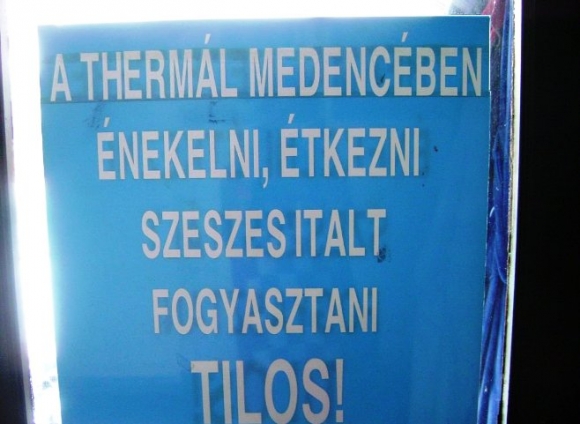 A THERMÁL MEDENCÉBEN
ÉNEKELNI, ÉTKEZNI
SZESZES ITALT
FOGYASZTANI
TILOS!